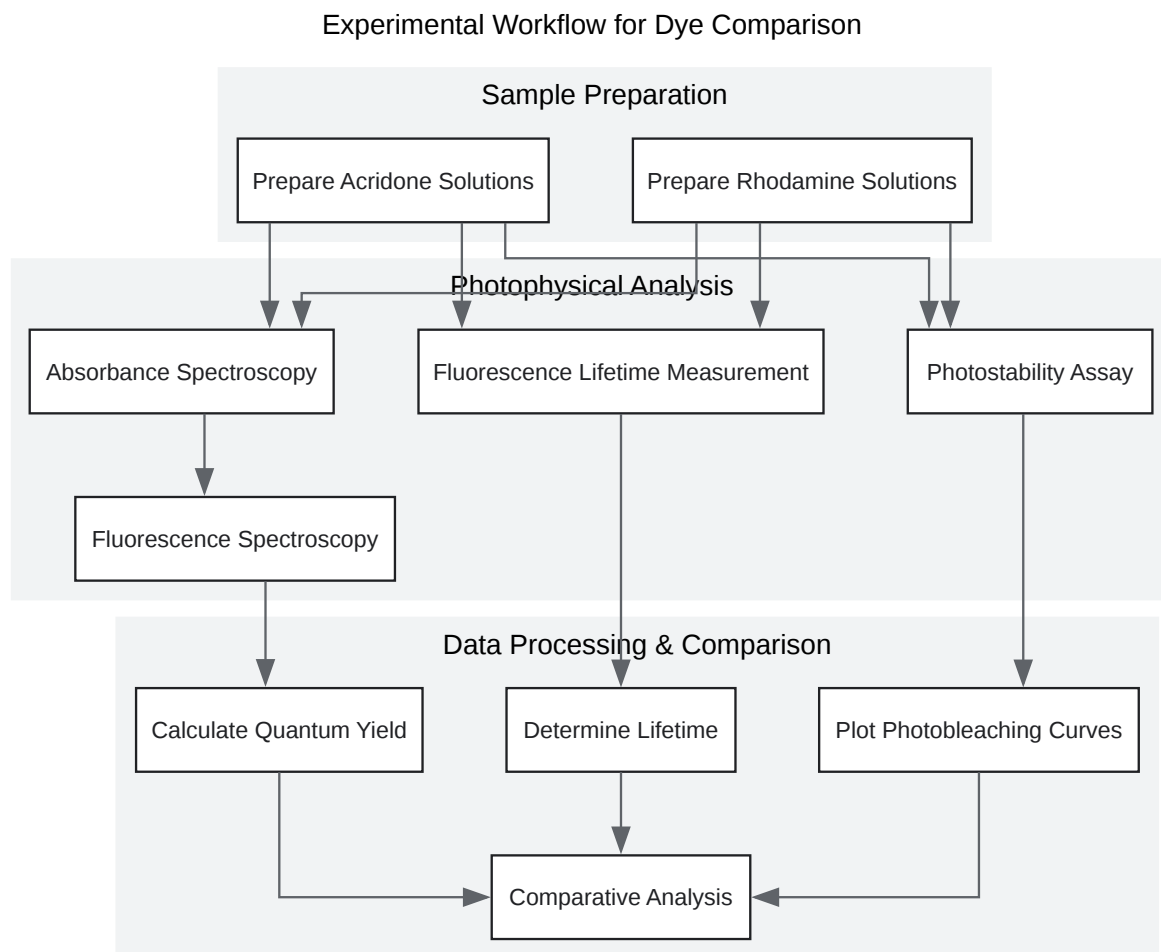 Experimental Workflow for Dye Comparison
Sample Preparation
Prepare Acridone Solutions
Prepare Rhodamine Solutions
Photophysical Analysis
Absorbance Spectroscopy
Fluorescence Lifetime Measurement
Photostability Assay
Fluorescence Spectroscopy
Data Processing & Comparison
Calculate Quantum Yield
Determine Lifetime
Plot Photobleaching Curves
Comparative Analysis